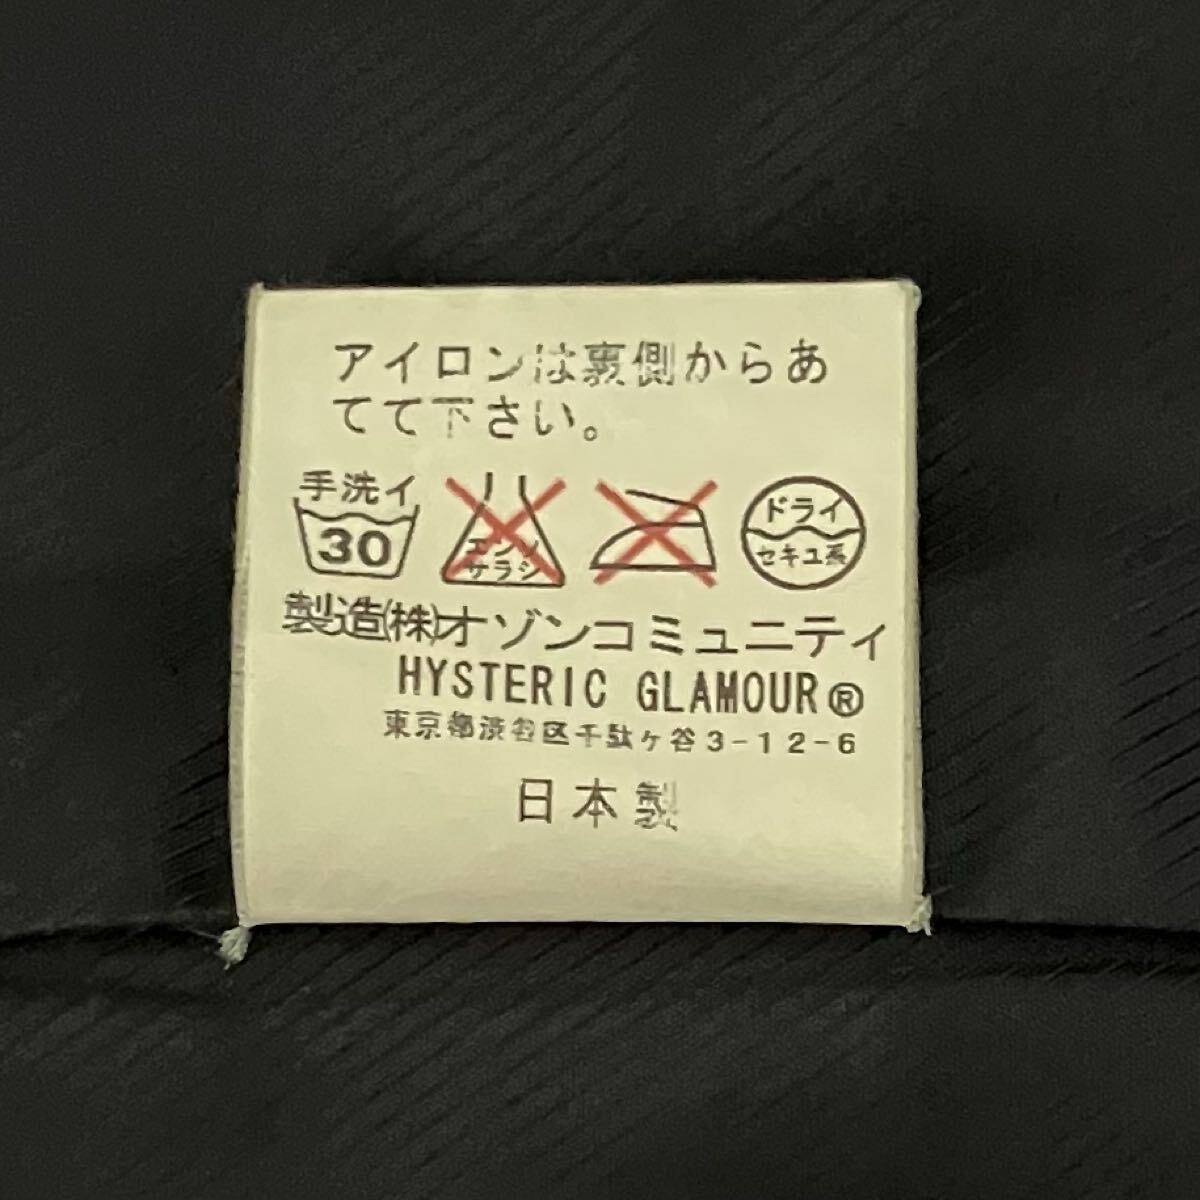 アイロンは裏側からあ
てて下さい。
手洗イ
30
エンソ
サラシ
ドライ
セキユ系
製造(株)オゾンコミュニティ
HYSTERIC GLAMOUR®
東京都渋谷区千駄ヶ谷3-12-6
日本製